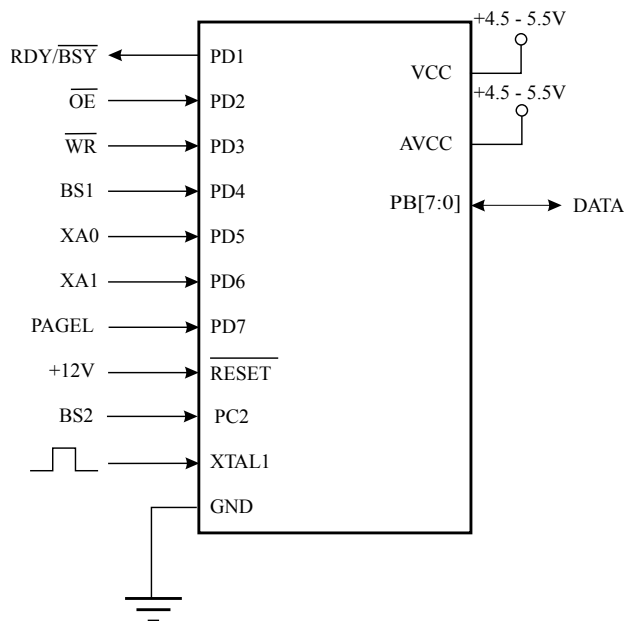 +4.5 - 5.5V
RDY/BSY PD1
VCC
OE PD2
+4.5 - 5.5V
WR PD3
AVCC
BS1 PD4
PB[7:0] DATA
XA0 PD5
XA1 PD6
PAGEL PD7
+12V RESET
BS2 PC2
XTAL1
GND